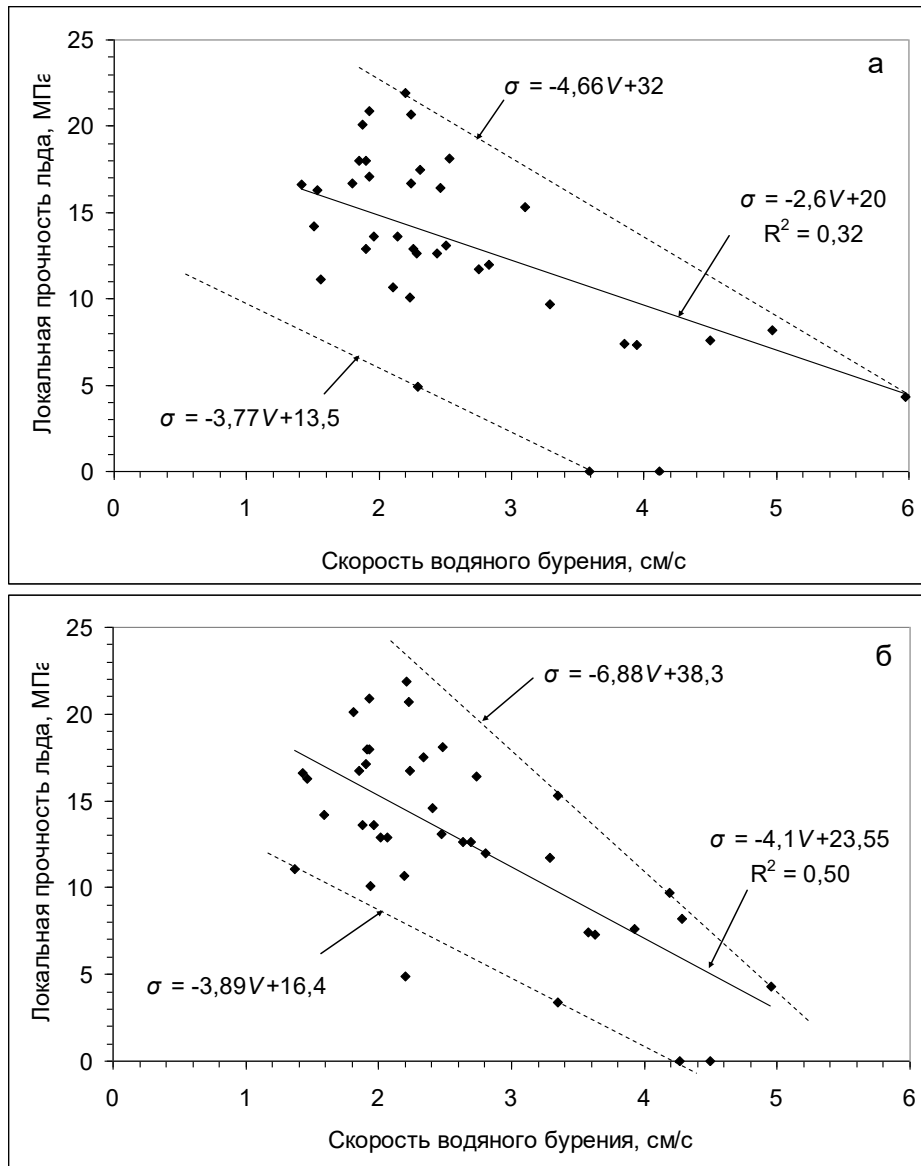 а
25
20
15
10
5
0
0 1 2 3 4 5 6
Локальная прочность льда, МПа
Скорость водяного бурения, см/с
σ = -4,66V+32
σ = -2,6V+20
R² = 0,32
σ = -3,77V+13,5
б
25
20
15
10
5
0
0 1 2 3 4 5 6
Локальная прочность льда, МПа
Скорость водяного бурения, см/с
σ = -6,88V+38,3
σ = -4,1V+23,55
R² = 0,50
σ = -3,89V+16,4